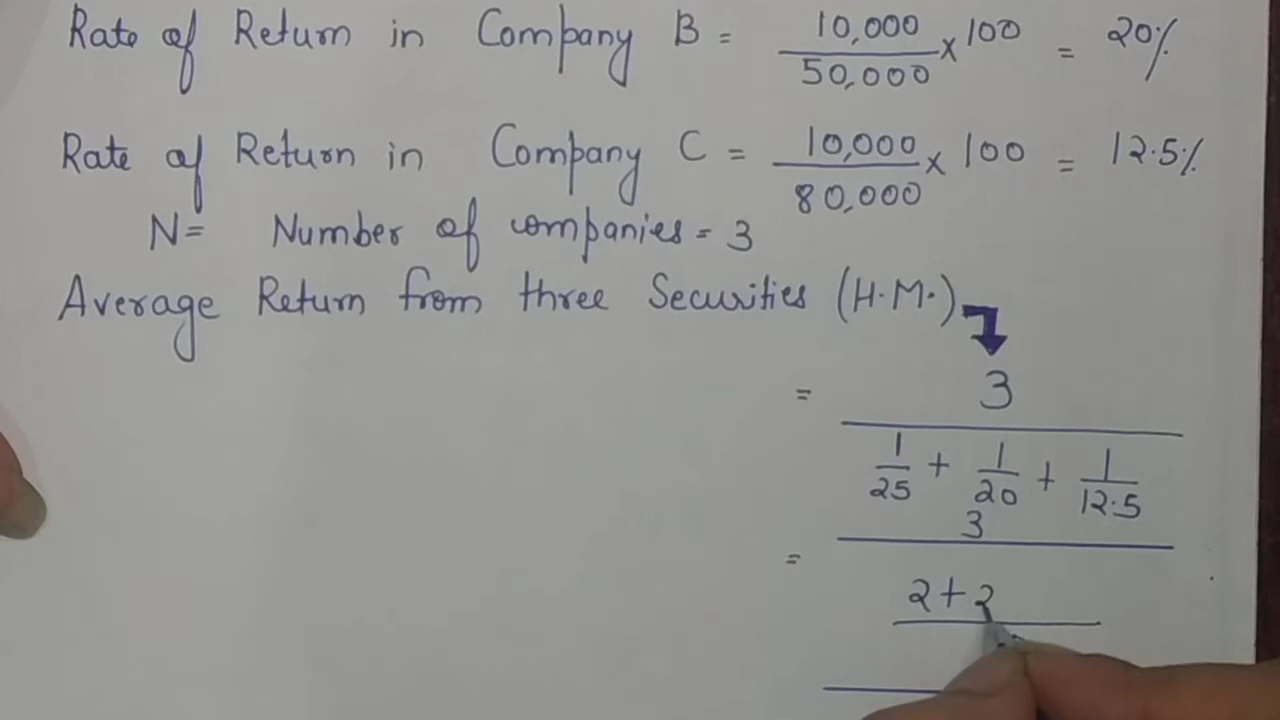 Rate of Return in Company B = 10,000 / 50,000 × 100 = 20%
Rate of Return in Company C = 10,000 / 80,000 × 100 = 12.5%
N = Number of companies = 3
Average Return from three Securities (H.M.)
= 3 / (1/25 + 1/20 + 1/12.5)
= 3
2+2